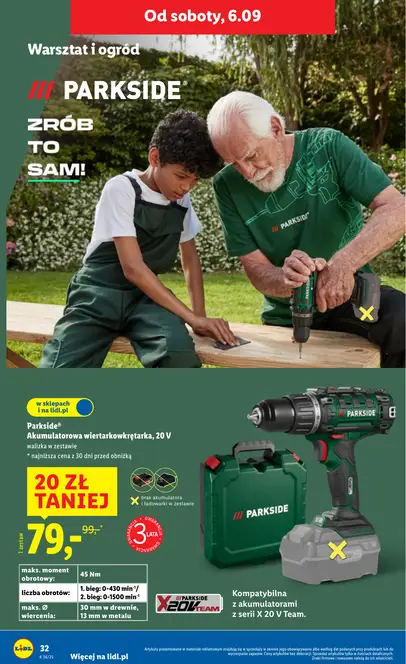 Od soboty, 6.09
Warsztat i ogród
/// PARKSIDE®
ZRÓB
TO
SAM!
/// PARKSIDE®
w sklepach
i na lidl.pl
Parkside®
Akumulatorowa wiertarkowkrętarka, 20 V
walizka w zestawie
* najniższa cena z 30 dni przed obniżką
20 ZŁ
TANIEJ
brak akumulatora
i ładowarki w zestawie
1 zestaw
79,-
99,-*
GWARANCJA
3 LATA
GWARANCJA
PARKSIDE
/// PARKSIDE
maks. moment
obrotowy:
45 Nm
liczba obrotów:
1. bieg: 0-430 min⁻¹/
2. bieg: 0-1500 min⁻¹
maks. Ø
wiercenia:
30 mm w drewnie,
13 mm w metalu
/// PARKSIDE
X20V TEAM
Kompatybilna
z akumulatorami
z serii X 20 V Team.
LIDL
32
Więcej na lidl.pl